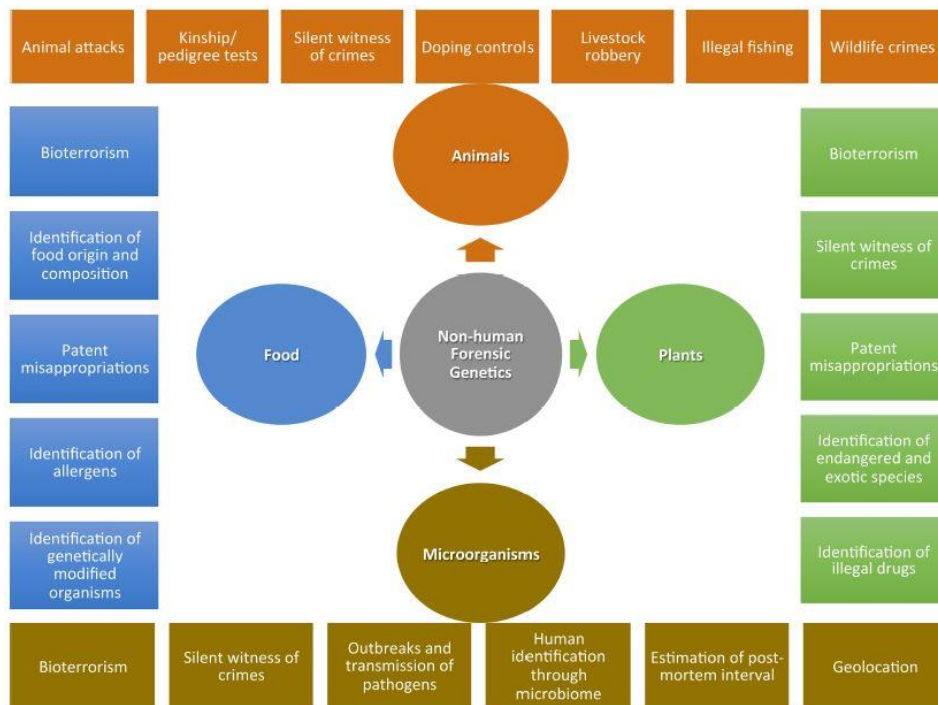 Animal attacks
Kinship/
pedigree tests
Silent witness
of crimes
Doping controls
Livestock
robbery
Illegal fishing
Wildlife crimes
Animals
Bioterrorism
Identification of
food origin and
composition
Patent
misappropriations
Identification of
allergens
Identification of
genetically
modified
organisms
Food
Non-human
Forensic
Genetics
Plants
Bioterrorism
Silent witness of
crimes
Patent
misappropriations
Identification of
endangered and
exotic species
Identification of
illegal drugs
Microorganisms
Bioterrorism
Silent witness of
crimes
Outbreaks and
transmission of
pathogens
Human
identification
through
microbiome
Estimation of post-
mortem interval
Geolocation